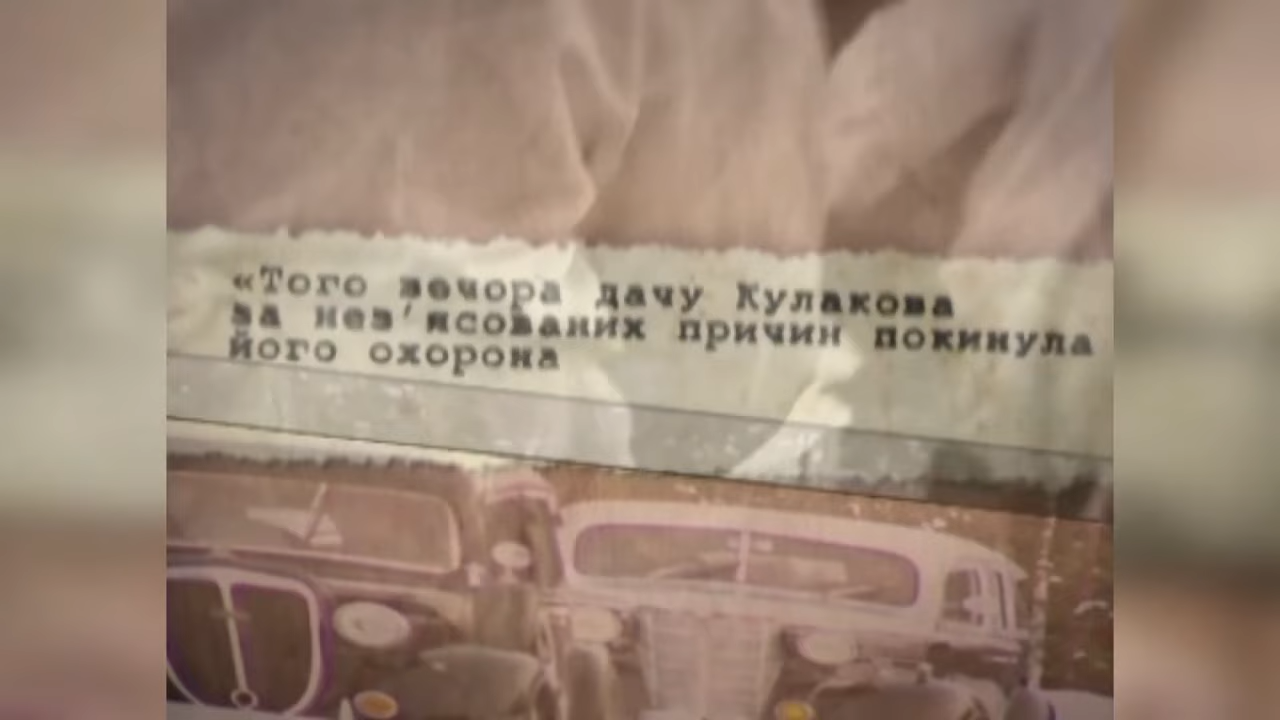 «Того вечора дачу Кулакова
за нез'ясованих причин покинула
його охорона